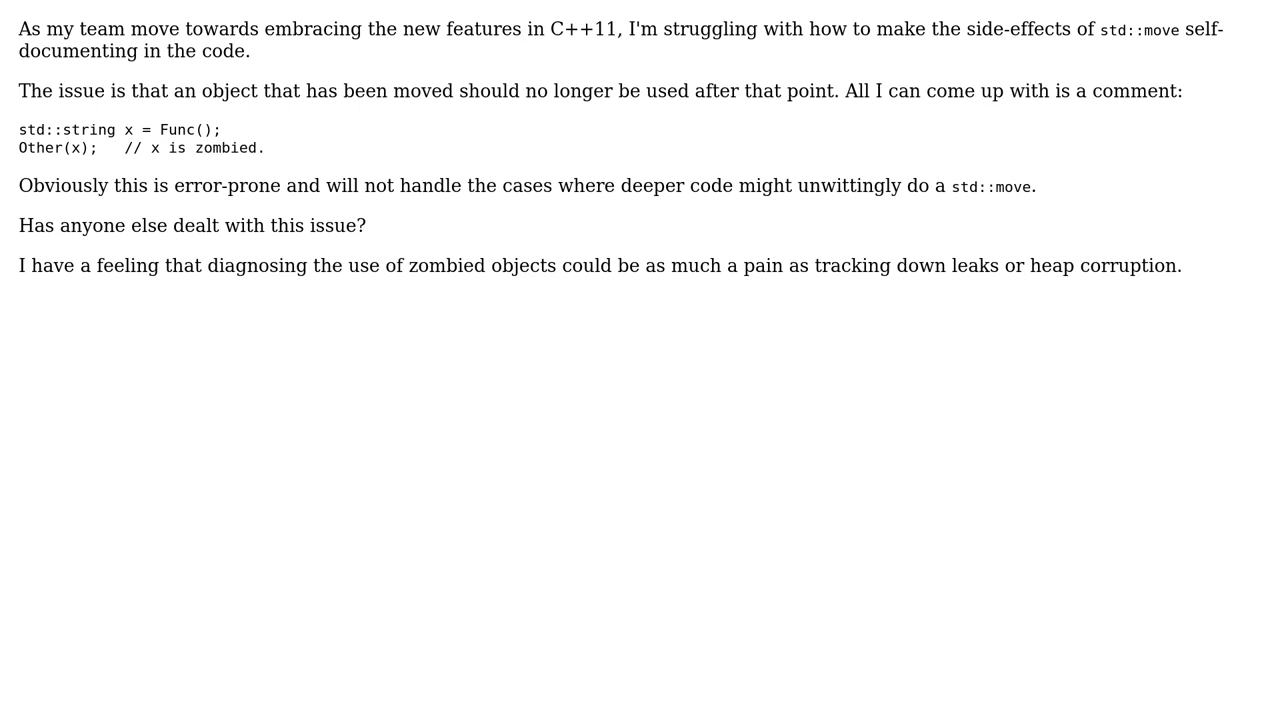 As my team move towards embracing the new features in C++11, I'm struggling with how to make the side-effects of std::move self-
documenting in the code.
The issue is that an object that has been moved should no longer be used after that point. All I can come up with is a comment:
std::string x = Func();
Other(x);   // x is zombied.
Obviously this is error-prone and will not handle the cases where deeper code might unwittingly do a std::move.
Has anyone else dealt with this issue?
I have a feeling that diagnosing the use of zombied objects could be as much a pain as tracking down leaks or heap corruption.